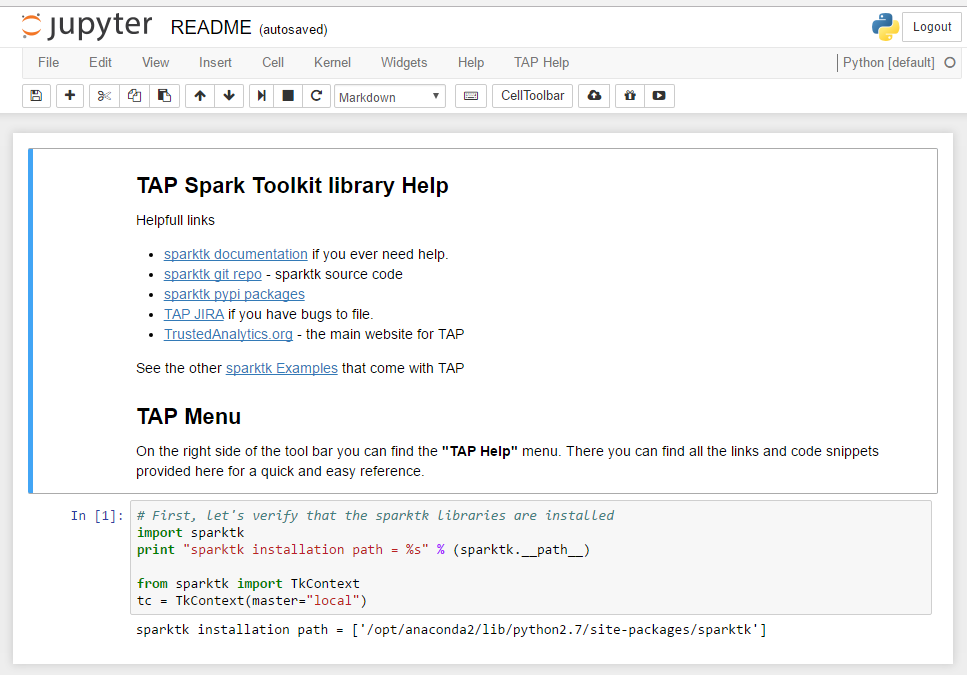 jupyter README (autosaved) Logout
File Edit View Insert Cell Kernel Widgets Help TAP Help Python [default]
Markdown CellToolbar
TAP Spark Toolkit library Help
Helpfull links
sparktk documentation if you ever need help.
sparktk git repo - sparktk source code
sparktk pypi packages
TAP JIRA if you have bugs to file.
TrustedAnalytics.org - the main website for TAP
See the other sparktk Examples that come with TAP
TAP Menu
On the right side of the tool bar you can find the "TAP Help" menu. There you can find all the links and code snippets
provided here for a quick and easy reference.
In [1]: # First, let's verify that the sparktk libraries are installed
import sparktk
print "sparktk installation path = %s" % (sparktk.__path__)
from sparktk import TkContext
tc = TkContext(master="local")
sparktk installation path = ['/opt/anaconda2/lib/python2.7/site-packages/sparktk']